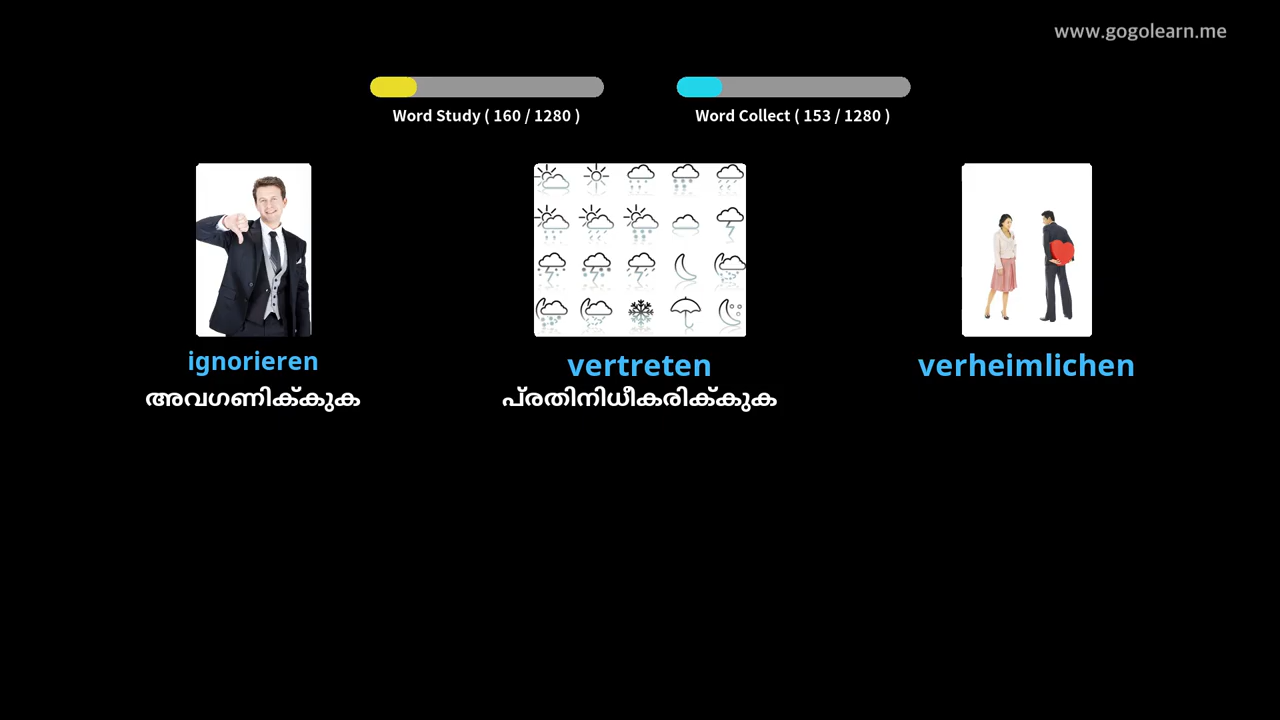 www.gogolearn.me
Word Study ( 160 / 1280 )
Word Collect ( 153 / 1280 )
ignorieren
vertreten
verheimlichen
അവഗണിക്കുക
പ്രതിനിധീകരിക്കുക